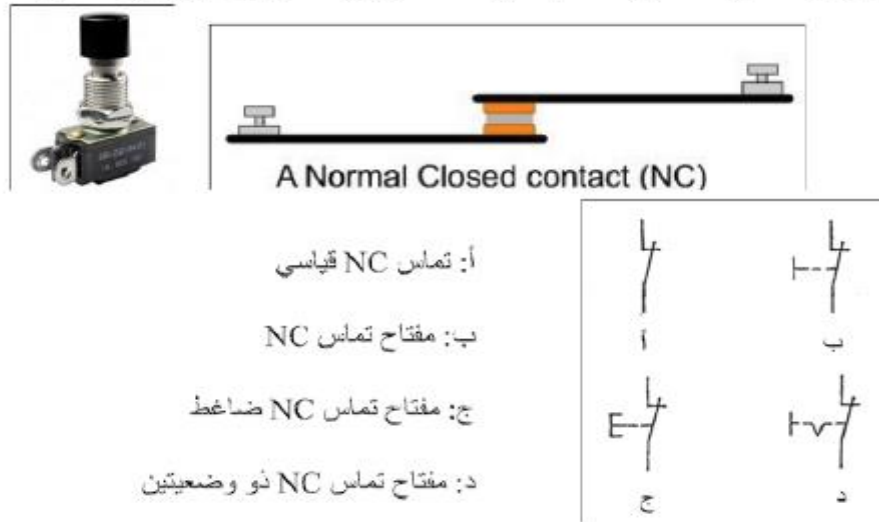 A Normal Closed contact (NC)
أ: تماس NC قياسي
ب: مفتاح تماس NC
ج: مفتاح تماس NC ضاغط
د: مفتاح تماس NC ذو وضعيتين
أ ب
ج د